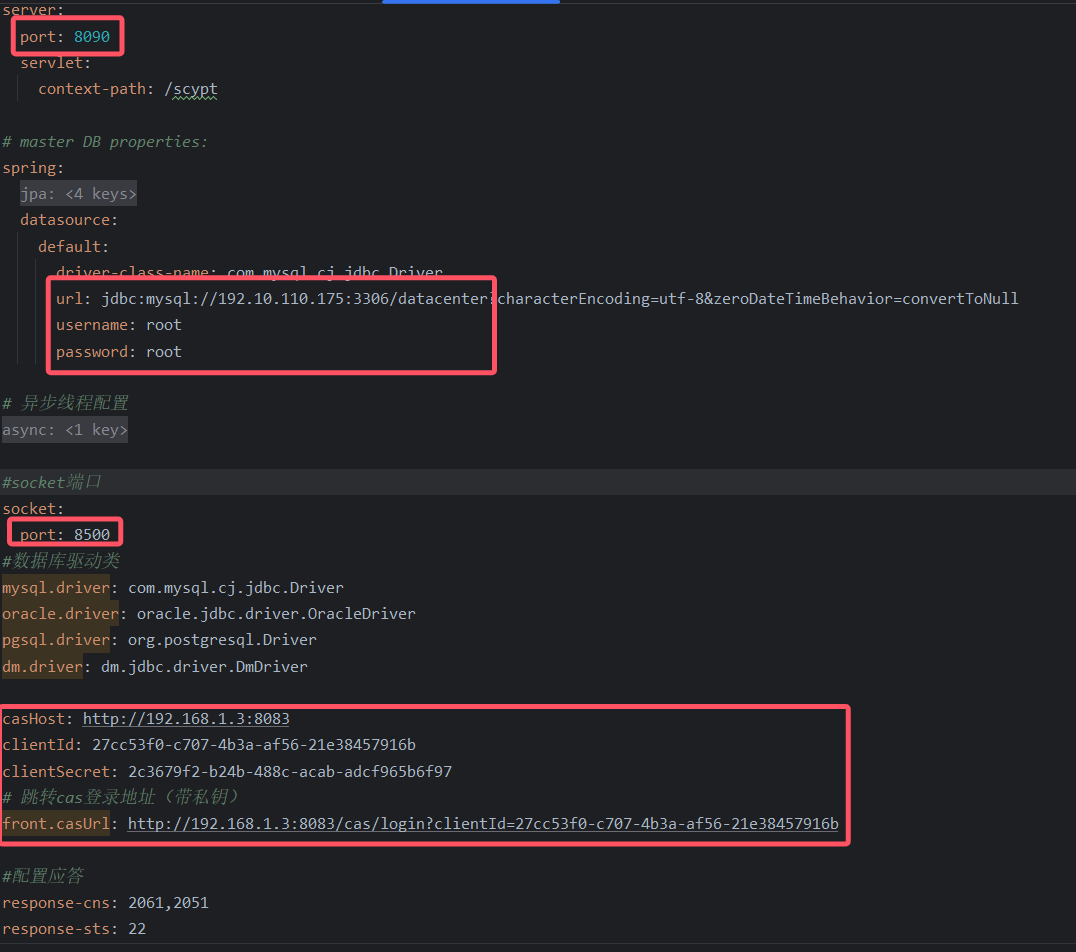 server:
port: 8090
servlet:
context-path: /scypt
# master DB properties:
spring:
jpa: <4 keys>
datasource:
default:
driver-class-name: com.mysql.cj.jdbc.Driver
url: jdbc:mysql://192.10.110.175:3306/datacenter?characterEncoding=utf-8&zeroDateTimeBehavior=convertToNull
username: root
password: root
# 异步线程配置
async: <1 key>
#socket端口
socket:
port: 8500
#数据库驱动类
mysql.driver: com.mysql.cj.jdbc.Driver
oracle.driver: oracle.jdbc.driver.OracleDriver
pgsql.driver: org.postgresql.Driver
dm.driver: dm.jdbc.driver.DmDriver
casHost: http://192.168.1.3:8083
clientId: 27cc53f0-c707-4b3a-af56-21e38457916b
clientSecret: 2c3679f2-b24b-488c-acab-adcf965b6f97
# 跳转cas登录地址（带私钥）
front.casUrl: http://192.168.1.3:8083/cas/login?clientId=27cc53f0-c707-4b3a-af56-21e38457916b
#配置应答
response-cns: 2061,2051
response-sts: 22